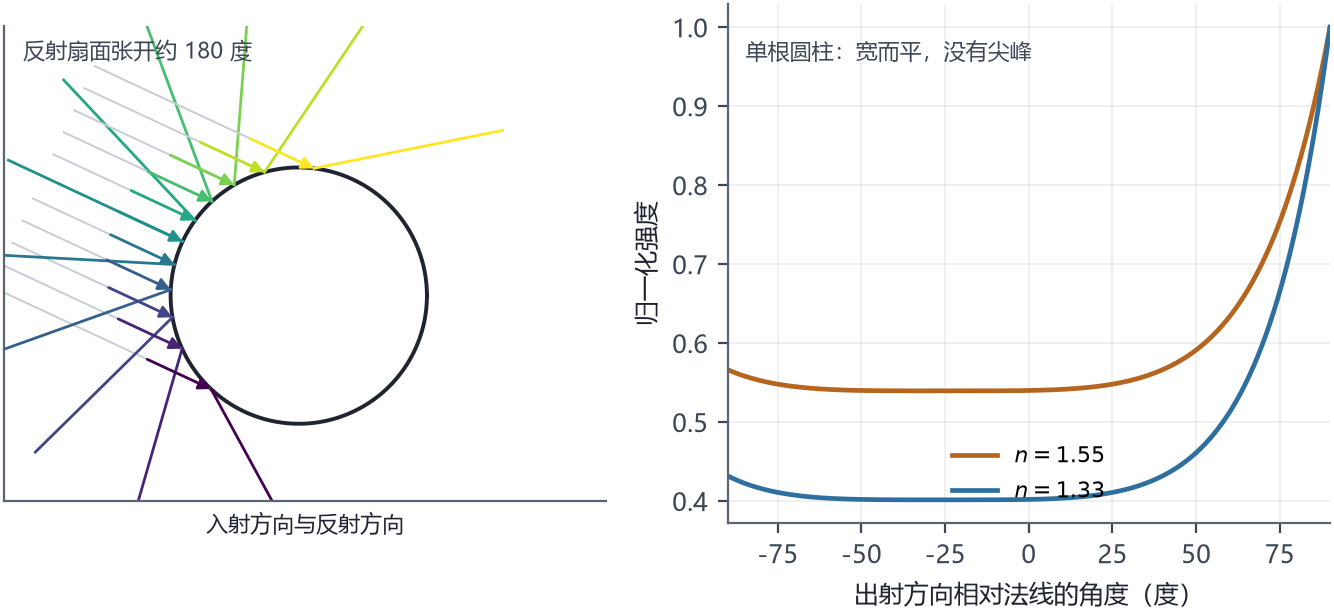 反射扇面张开约 180 度
入射方向与反射方向
单根圆柱：宽而平，没有尖峰
归一化强度
1.0
0.9
0.8
0.7
0.6
0.5
0.4
n = 1.55
n = 1.33
-75
-50
-25
0
25
50
75
出射方向相对法线的角度（度）